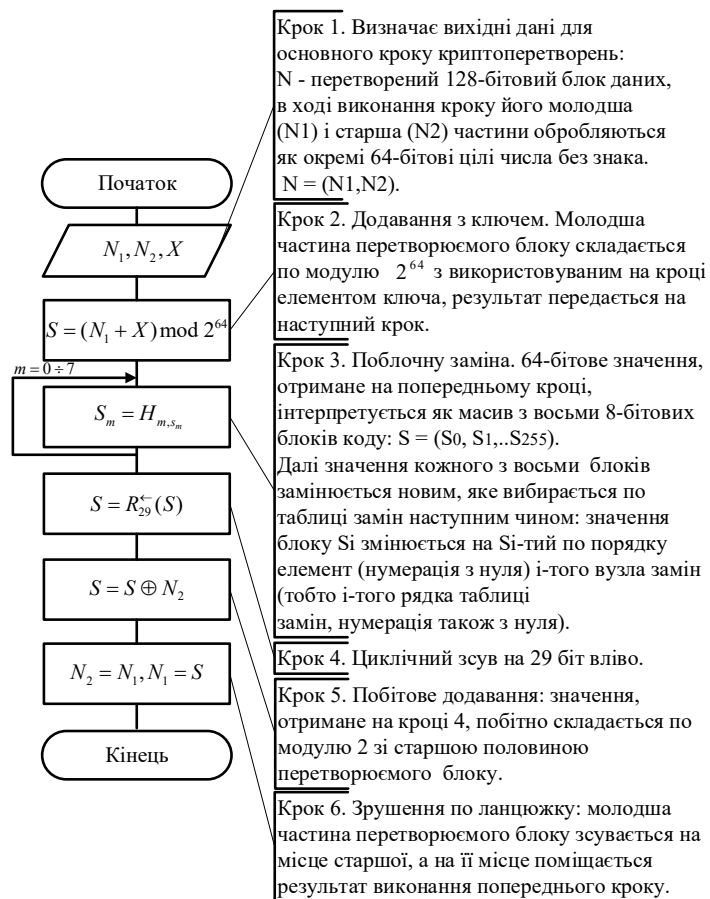 Початок
N₁, N₂, X
S = (N₁ + X) mod 2⁶⁴
m = 0 ÷ 7
Sₘ = Hₘ,ₛₘ
S = R₂₉←(S)
S = S ⊕ N₂
N₂ = N₁, N₁ = S
Кінець
Крок 1. Визначає вихідні дані для
основного кроку криптоперетворень:
N - перетворений 128-бітовий блок даних,
в ході виконання кроку його молодша
(N1) і старша (N2) частини обробляються
як окремі 64-бітові цілі числа без знака.
N = (N1,N2).
Крок 2. Додавання з ключем. Молодша
частина перетворюємого блоку складається
по модулю 2⁶⁴ з використовуваним на кроці
елементом ключа, результат передається на
наступний крок.
Крок 3. Поблочну заміна. 64-бітове значення,
отримане на попередньому кроці,
інтерпретується як масив з восьми 8-бітових
блоків коду: S = (S0, S1,..S255).
Далі значення кожного з восьми блоків
замінюється новим, яке вибирається по
таблиці замін наступним чином: значення
блоку Si змінюється на Si-тий по порядку
елемент (нумерація з нуля) і-того вузла замін
(тобто і-того рядка таблиці
замін, нумерація також з нуля).
Крок 4. Циклічний зсув на 29 біт вліво.
Крок 5. Побітове додавання: значення,
отримане на кроці 4, побітно складається по
модулю 2 зі старшою половиною
перетворюємого блоку.
Крок 6. Зрушення по ланцюжку: молодша
частина перетворюємого блоку зсувається на
місце старшої, а на її місце поміщається
результат виконання попереднього кроку.